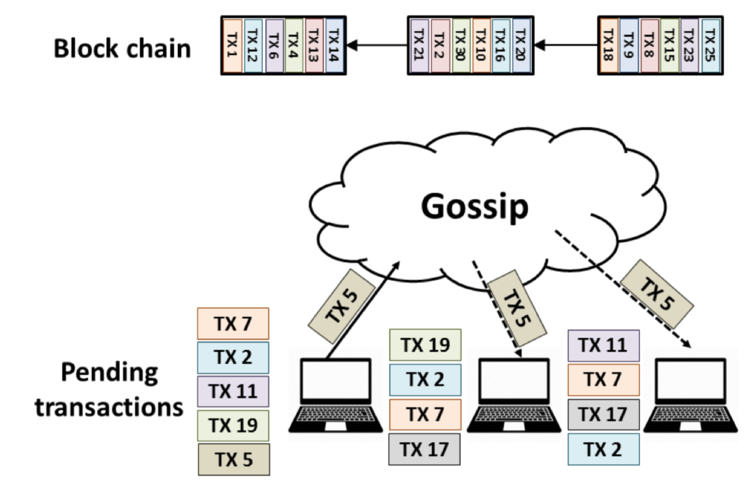 Block chain
TX 1
TX 12
TX 6
TX 4
TX 13
TX 14
TX 21
TX 2
TX 30
TX 10
TX 16
TX 20
TX 18
TX 9
TX 8
TX 15
TX 23
TX 25
Gossip
TX 5
TX 5
TX 5
Pending
transactions
TX 7
TX 2
TX 11
TX 19
TX 5
TX 19
TX 2
TX 7
TX 17
TX 11
TX 7
TX 17
TX 2